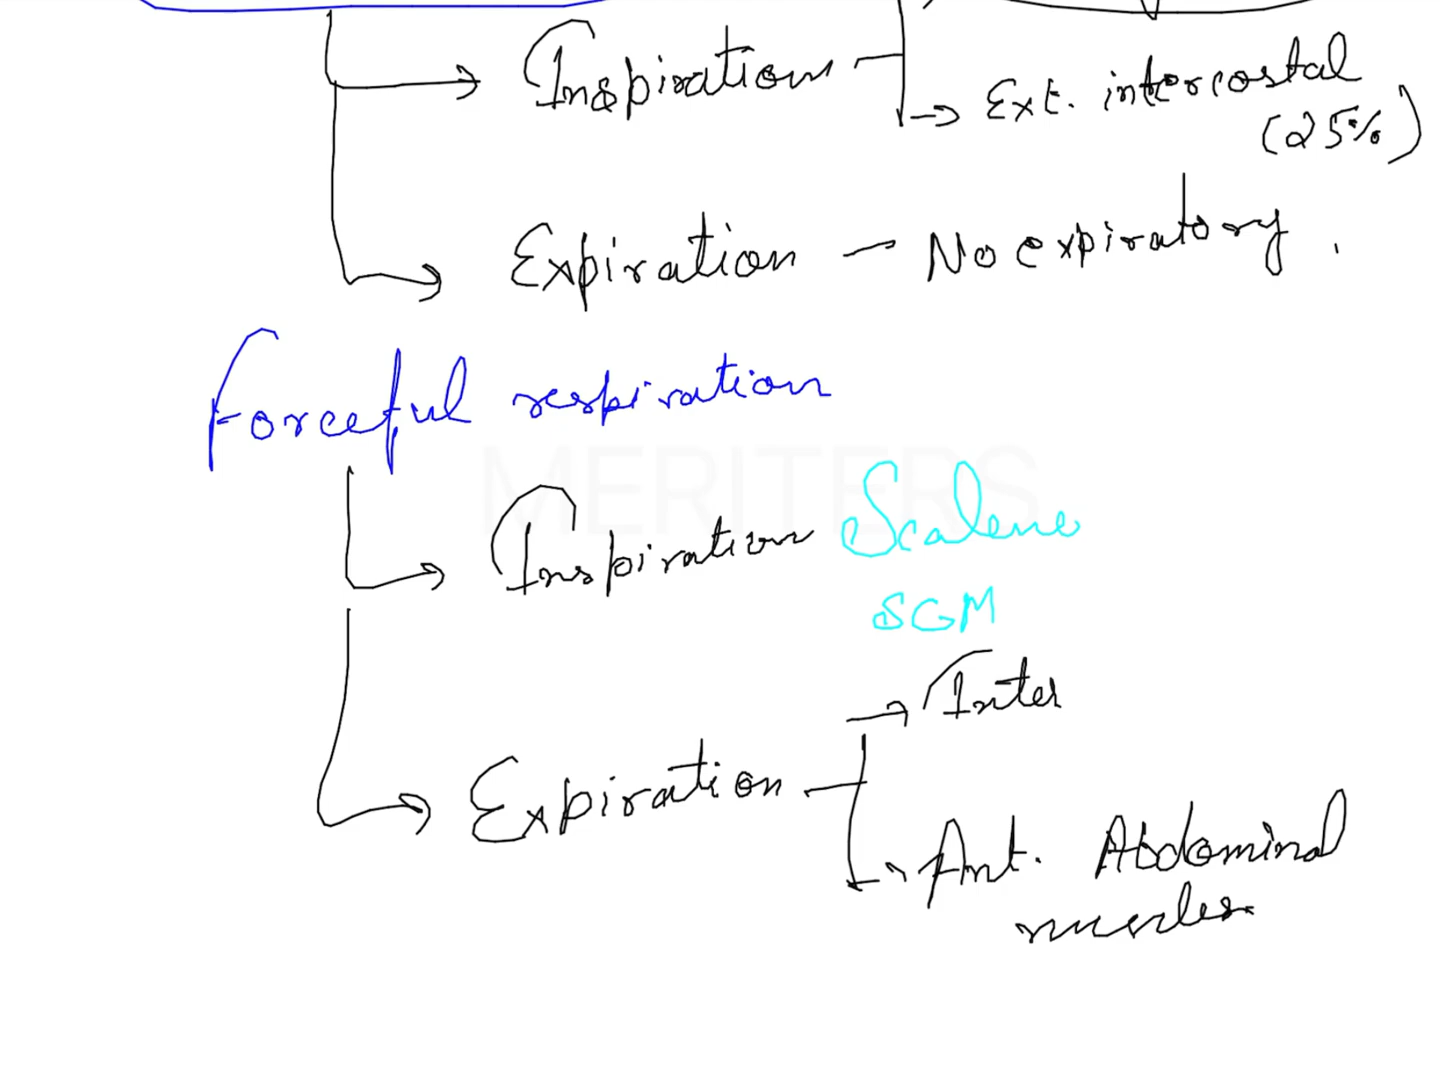 Inspiration
→ Ext. intercostal
(25%)
Expiration - No expiratory
Forceful respiration
MERITERS
Inspiration Scalene
SCM
→ Inter
Expiration
Ant. Abdominal
muscles